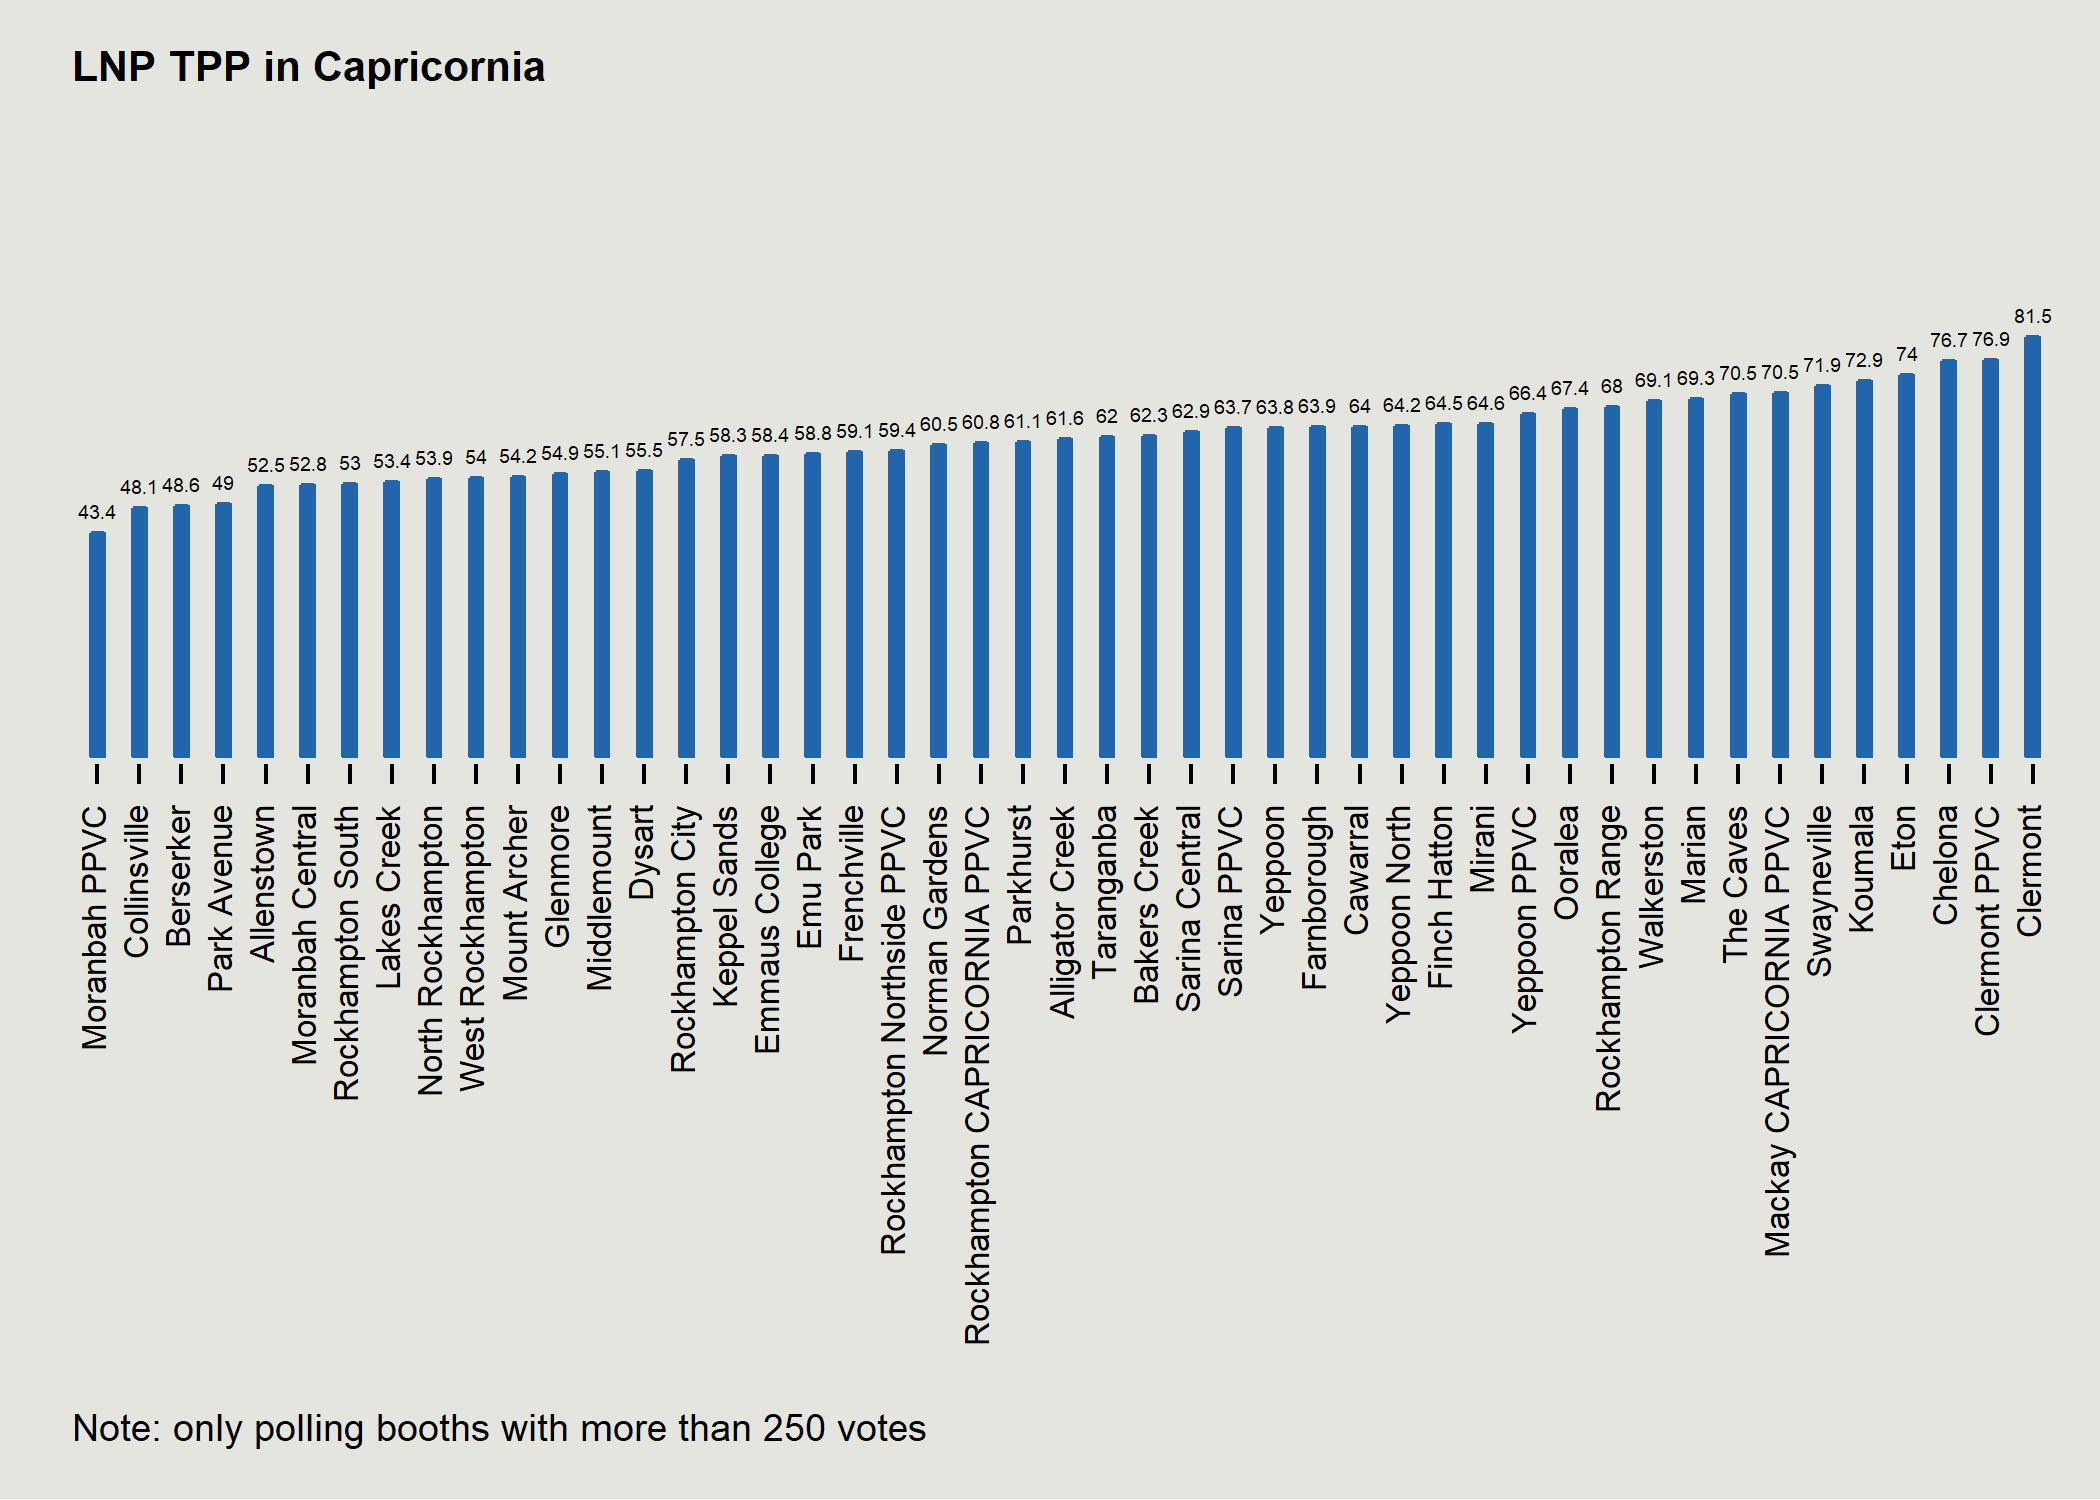 LNP TPP in Capricornia
43.4 48.1 48.6 49 52.5 52.8 53 53.4 53.9 54 54.2 54.9 55.1 55.5 57.5 58.3 58.4 58.8 59.1 59.4 60.5 60.8 61.1 61.6 62 62.3 62.9 63.7 63.8 63.9 64 64.2 64.5 64.6 66.4 67.4 68 69.1 69.3 70.5 70.5 71.9 72.9 74 76.7 76.9 81.5
Moranbah PPVC
Collinsville
Berserker
Park Avenue
Allenstown
Moranbah Central
Rockhampton South
Lakes Creek
North Rockhampton
West Rockhampton
Mount Archer
Glenmore
Middlemount
Dysart
Rockhampton City
Keppel Sands
Emmaus College
Emu Park
Frenchville
Rockhampton Northside PPVC
Norman Gardens
Rockhampton CAPRICORNIA PPVC
Parkhurst
Alligator Creek
Taranganba
Bakers Creek
Sarina Central
Sarina PPVC
Yeppoon
Farnborough
Cawarral
Yeppoon North
Finch Hatton
Mirani
Yeppoon PPVC
Ooralea
Rockhampton Range
Walkerston
Marian
The Caves
Mackay CAPRICORNIA PPVC
Swayneville
Koumala
Eton
Chelona
Clermont PPVC
Clermont
Note: only polling booths with more than 250 votes